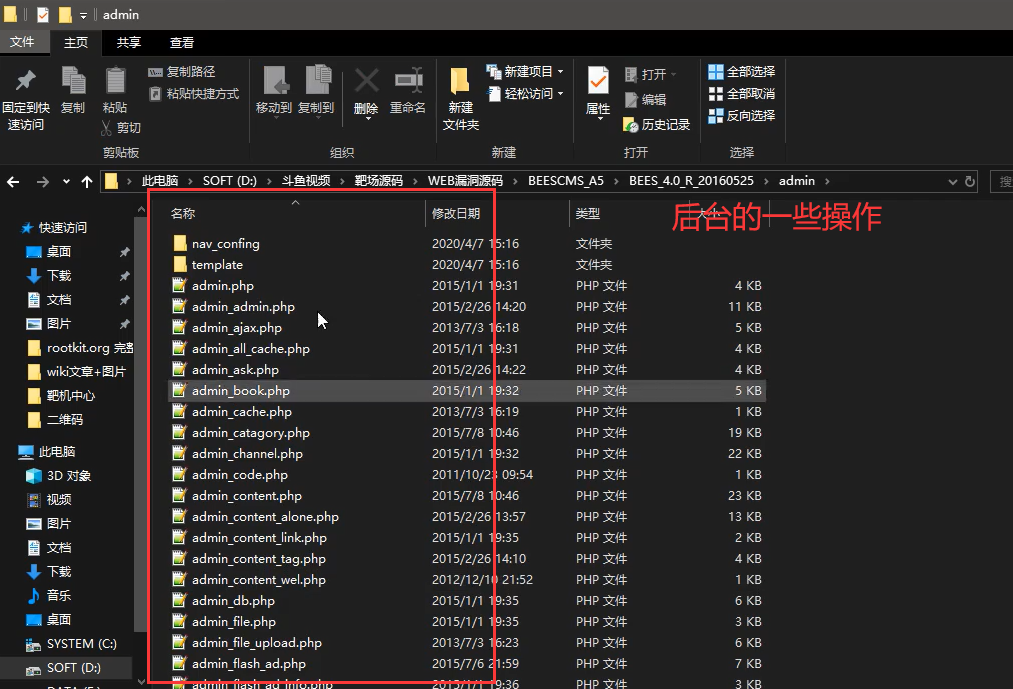 admin
文件 主页 共享 查看
固定到快速访问
复制
粘贴
复制路径
粘贴快捷方式
剪切
剪贴板
移动到 复制到 删除 重命名
组织
新建文件夹
新建项目
轻松访问
新建
属性
打开
编辑
历史记录
打开
全部选择
全部取消
反向选择
选择
此电脑 SOFT (D:) 斗鱼视频 靶场源码 WEB漏洞源码 BEESCMS_A5 BEES_4.0_R_20160525 admin
搜
快速访问
桌面
下载
文档
图片
rootkit.org 完整
wiki文章+图片
靶机中心
二维码
此电脑
3D 对象
视频
图片
文档
下载
音乐
桌面
SYSTEM (C:)
SOFT (D:)
名称 修改日期 类型 大小
后台的一些操作
nav_confing 2020/4/7 15:16 文件夹
template 2020/4/7 15:16 文件夹
admin.php 2015/1/1 19:31 PHP 文件 4 KB
admin_admin.php 2015/2/26 14:20 PHP 文件 11 KB
admin_ajax.php 2013/7/3 16:18 PHP 文件 5 KB
admin_all_cache.php 2015/1/1 19:31 PHP 文件 4 KB
admin_ask.php 2015/2/26 14:22 PHP 文件 4 KB
admin_book.php 2015/1/1 19:32 PHP 文件 5 KB
admin_cache.php 2013/7/3 16:19 PHP 文件 1 KB
admin_catagory.php 2015/7/8 10:46 PHP 文件 19 KB
admin_channel.php 2015/1/1 19:32 PHP 文件 22 KB
admin_code.php 2011/10/23 09:54 PHP 文件 1 KB
admin_content.php 2015/7/8 10:46 PHP 文件 23 KB
admin_content_alone.php 2015/2/26 13:57 PHP 文件 13 KB
admin_content_link.php 2015/1/1 19:35 PHP 文件 2 KB
admin_content_tag.php 2015/2/26 14:10 PHP 文件 4 KB
admin_content_wel.php 2012/12/10 21:52 PHP 文件 1 KB
admin_db.php 2015/1/1 19:35 PHP 文件 6 KB
admin_file.php 2015/1/1 19:35 PHP 文件 3 KB
admin_file_upload.php 2013/7/3 16:23 PHP 文件 6 KB
admin_flash_ad.php 2015/7/6 21:59 PHP 文件 7 KB
admin_flash_ad_info.php 2015/1/1 19:36 PHP 文件 3 KB